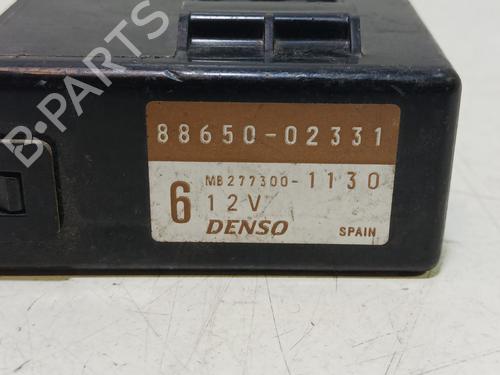 88650-02331
MB277300-1130
6 12V
DENSO SPAIN
B-PARTS